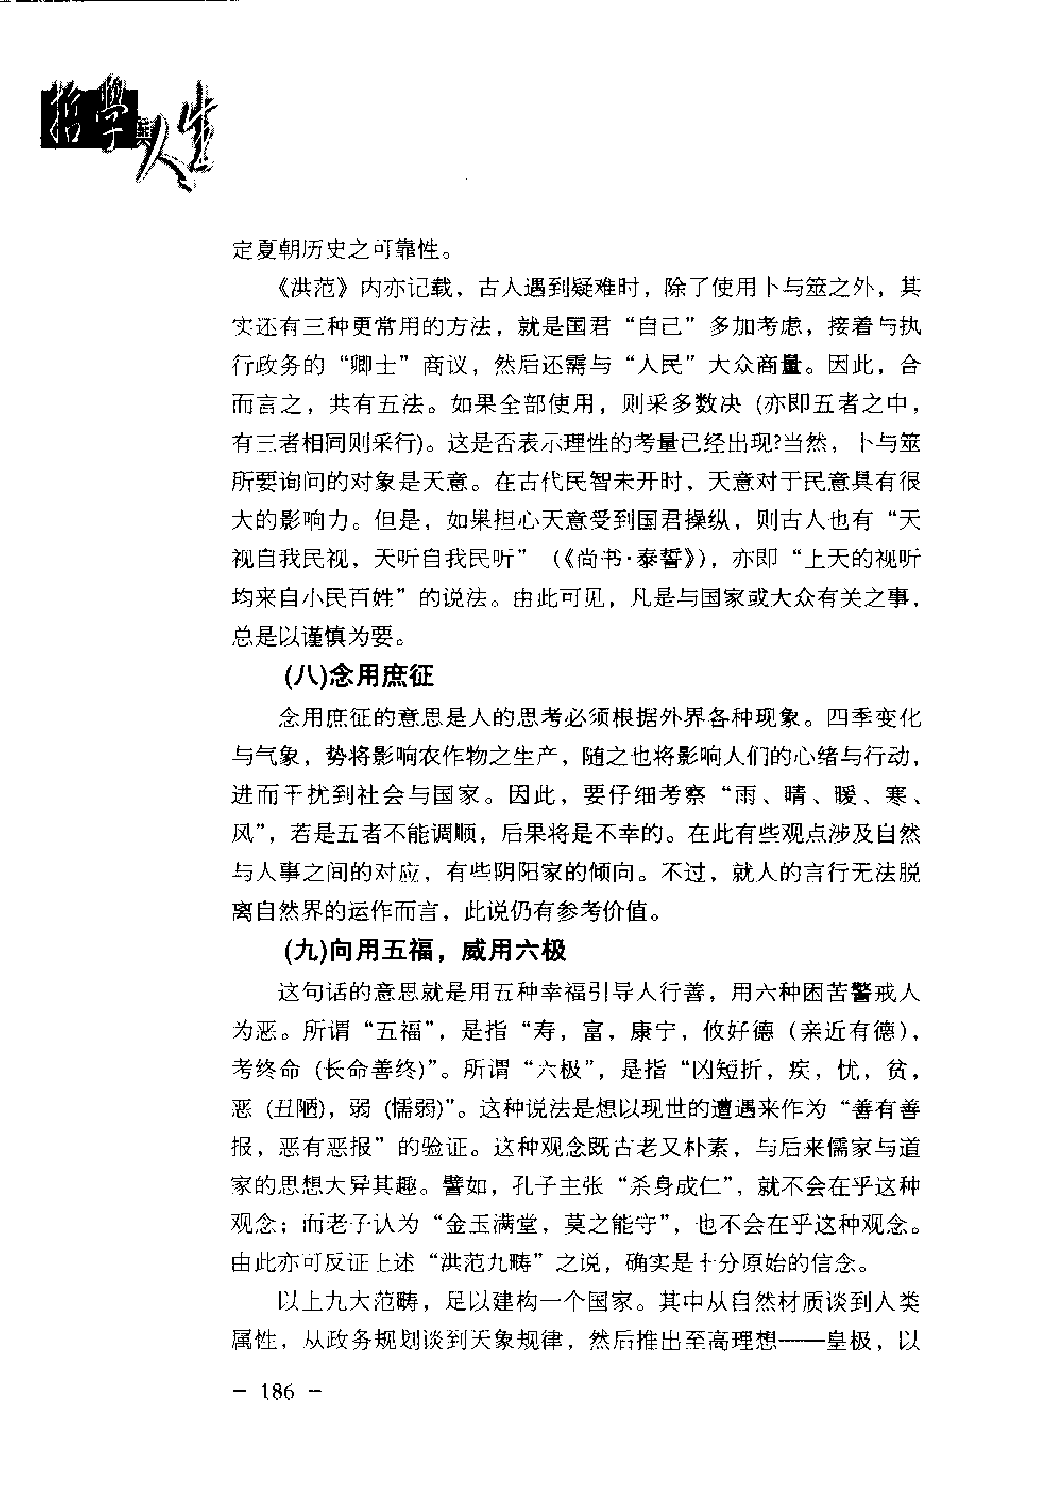 哲學與人生
定夏朝历史之可靠性。
《洪范》内亦记载，古人遇到疑难时，除了使用卜与筮之外，其
实还有三种更常用的方法，就是国君“自己”多加考虑，接着与执
行政务的“卿士”商议，然后还需与“人民”大众商量。因此，合
而言之，共有五法。如果全部使用，则采多数决 (亦即五者之中，
有三者相同则采行)。这是否表示理性的考量已经出现?当然，卜与筮
所要询问的对象是天意。在古代民智未开时，天意对于民意具有很
大的影响力。但是，如果担心天意受到国君操纵，则古人也有“天
视自我民视，天听自我民听” (《尚书·泰誓》)，亦即“上天的视听
均来自小民百姓”的说法。由此可见，凡是与国家或大众有关之事，
总是以谨慎为要。
(八)念用庶征
念用庶征的意思是人的思考必须根据外界各种现象。四季变化
与气象，势将影响农作物之生产，随之也将影响人们的心绪与行动，
进而干扰到社会与国家。因此，要仔细考察“雨、晴、暖、寒、
风”，若是五者不能调顺，后果将是不幸的。在此有些观点涉及自然
与人事之间的对应，有些阴阳家的倾向。不过，就人的言行无法脱
离自然界的运作而言，此说仍有参考价值。
(九)向用五福，威用六极
这句话的意思就是用五种幸福引导人行善，用六种困苦警戒人
为恶。所谓“五福”，是指“寿，富，康宁，攸好德 (亲近有德)，
考终命 (长命善终)”。所谓“六极”，是指“凶短折，疾，忧，贫，
恶 (丑陋)，弱 (懦弱)”。这种说法是想以现世的遭遇来作为“善有善
报，恶有恶报”的验证。这种观念既古老又朴素，与后来儒家与道
家的思想大异其趣。譬如，孔子主张“杀身成仁”，就不会在乎这种
观念；而老子认为“金玉满堂，莫之能守”，也不会在乎这种观念。
由此亦可反证上述“洪范九畴”之说，确实是十分原始的信念。
以上九大范畴，足以建构一个国家。其中从自然材质谈到人类
属性，从政务规划谈到天象规律，然后推出至高理想——皇极，以
- 186 -